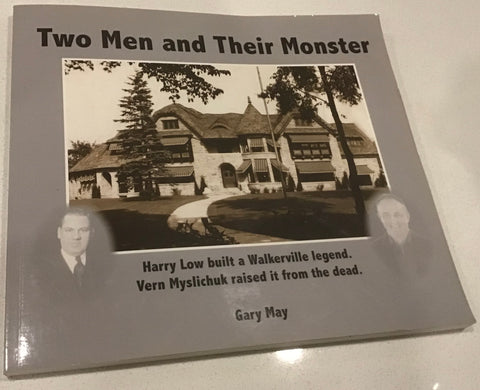 Two Men and Their Monster
Harry Low built a Walkerville legend.
Vern Myslichuk raised it from the dead.
Gary May